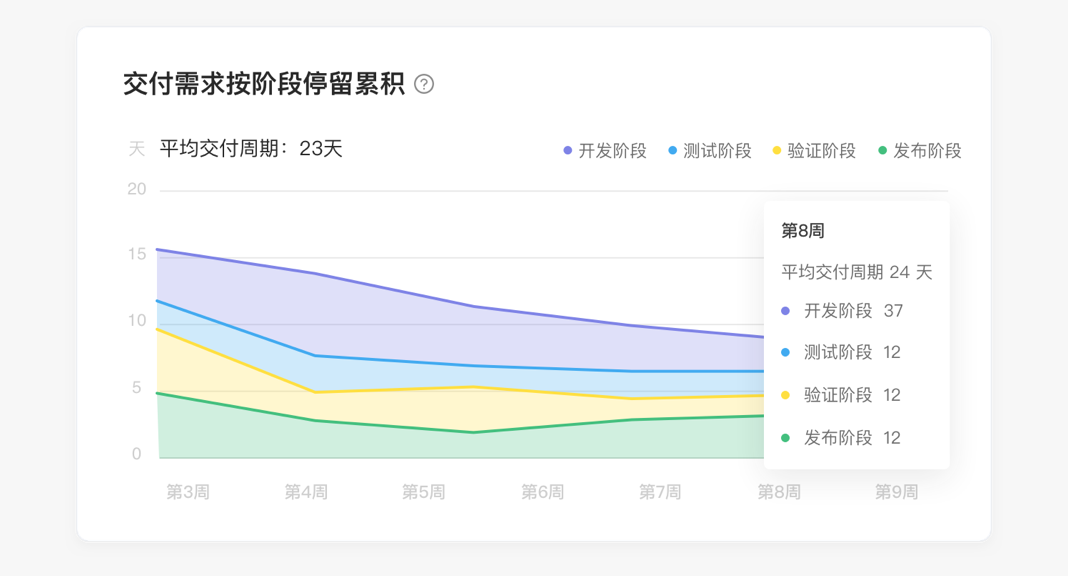 交付需求按阶段停留累积 ?
天 平均交付周期：23天
开发阶段 测试阶段 验证阶段 发布阶段
20
15
10
5
0
第3周 第4周 第5周 第6周 第7周 第8周 第9周
第8周
平均交付周期 24 天
开发阶段 37
测试阶段 12
验证阶段 12
发布阶段 12